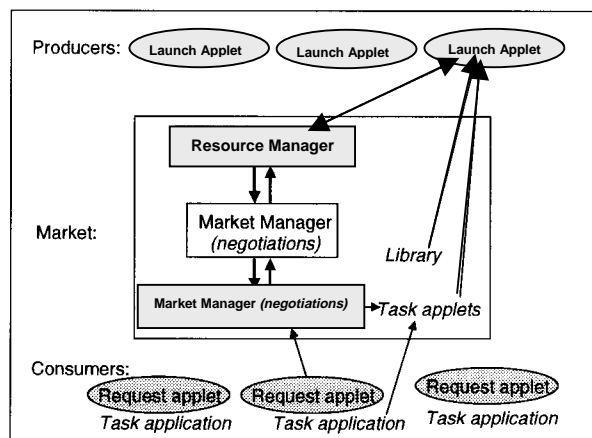 Producers:
Launch Applet
Launch Applet
Launch Applet
Resource Manager
Market Manager
(negotiations)
Market:
Library
Market Manager (negotiations)
Task applets
Consumers:
Request applet
Task application
Request applet
Task application
Request applet
Task application